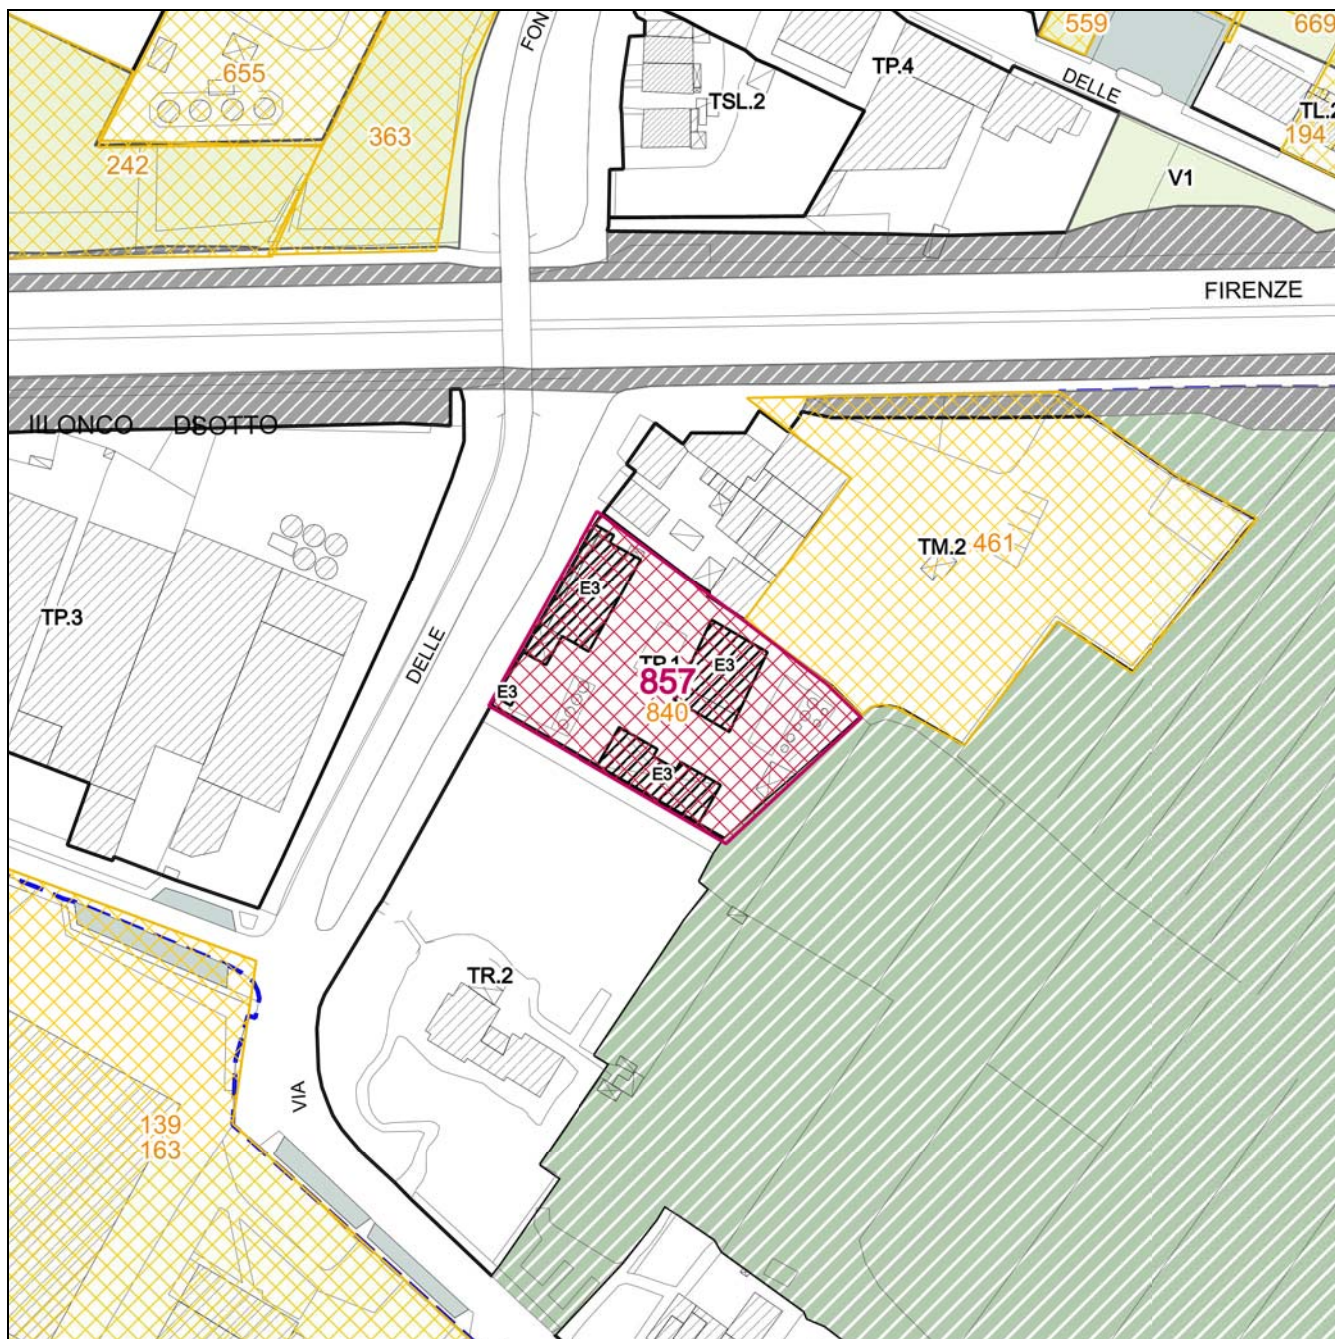 FON
559
669
DELLE
TP.4
655
TSL.2
TL.2
194
363
242
V1
FIRENZE
IILONCO DSOTTO
TM.2 461
E3
TP.3
DELLE
E3
E3
857
840
E3
TR.2
VIA
139
163